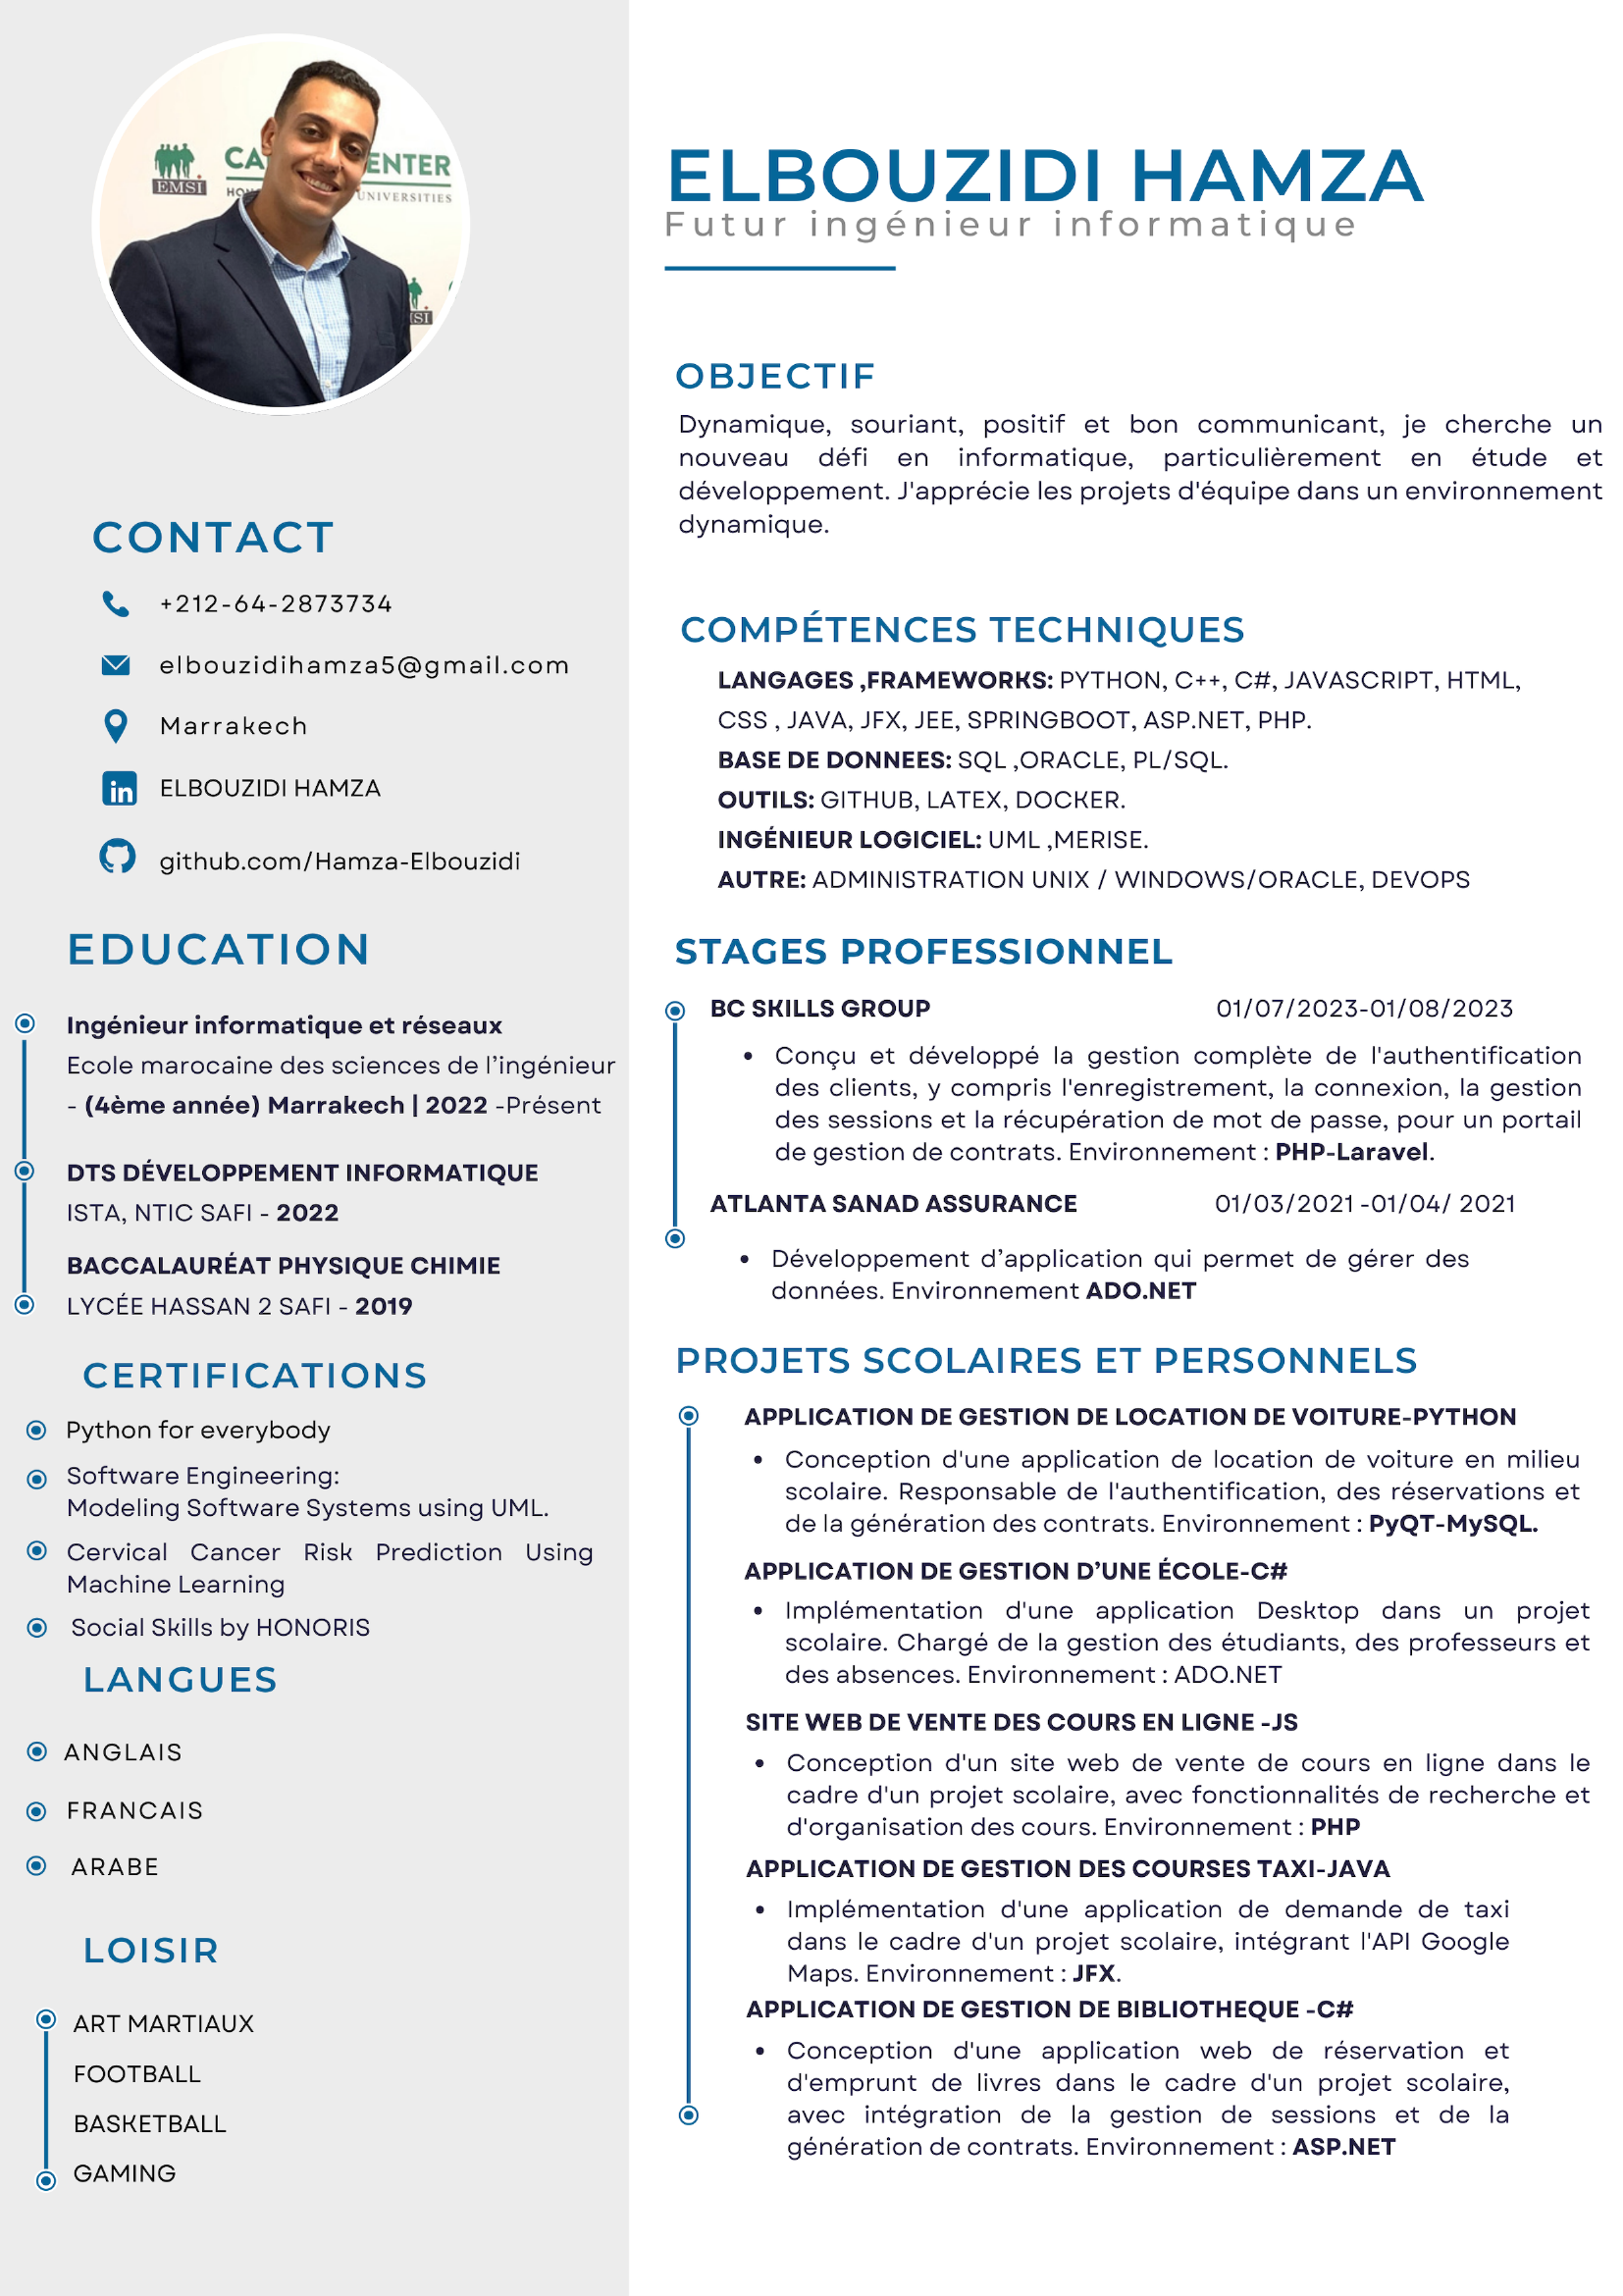 EMSI
CA
ENTER
UNIVERSITIES
CONTACT
+212-64-2873734
elbouzidihamza5@gmail.com
Marrakech
in
ELBOUZIDI HAMZA
github.com/Hamza-Elbouzidi
EDUCATION
Ingénieur informatique et réseaux
Ecole marocaine des sciences de l’ingénieur
- (4ème année) Marrakech | 2022 -Présent
DTS DÉVELOPPEMENT INFORMATIQUE
ISTA, NTIC SAFI - 2022
BACCALAURÉAT PHYSIQUE CHIMIE
LYCÉE HASSAN 2 SAFI - 2019
CERTIFICATIONS
Python for everybody
Software Engineering:
Modeling Software Systems using UML.
Cervical Cancer Risk Prediction Using
Machine Learning
Social Skills by HONORIS
LANGUES
ANGLAIS
FRANCAIS
ARABE
LOISIR
ART MARTIAUX
FOOTBALL
BASKETBALL
GAMING
ELBOUZIDI HAMZA
Futur ingénieur informatique
OBJECTIF
Dynamique, souriant, positif et bon communicant, je cherche un
nouveau défi en informatique, particulièrement en étude et
développement. J'apprécie les projets d'équipe dans un environnement
dynamique.
COMPÉTENCES TECHNIQUES
LANGAGES ,FRAMEWORKS: PYTHON, C++, C#, JAVASCRIPT, HTML,
CSS , JAVA, JFX, JEE, SPRINGBOOT, ASP.NET, PHP.
BASE DE DONNEES: SQL ,ORACLE, PL/SQL.
OUTILS: GITHUB, LATEX, DOCKER.
INGÉNIEUR LOGICIEL: UML ,MERISE.
AUTRE: ADMINISTRATION UNIX / WINDOWS/ORACLE, DEVOPS
STAGES PROFESSIONNEL
BC SKILLS GROUP 01/07/2023-01/08/2023
• Conçu et développé la gestion complète de l'authentification
des clients, y compris l'enregistrement, la connexion, la gestion
des sessions et la récupération de mot de passe, pour un portail
de gestion de contrats. Environnement : PHP-Laravel.
ATLANTA SANAD ASSURANCE 01/03/2021 -01/04/ 2021
• Développement d’application qui permet de gérer des
données. Environnement ADO.NET
PROJETS SCOLAIRES ET PERSONNELS
APPLICATION DE GESTION DE LOCATION DE VOITURE-PYTHON
• Conception d'une application de location de voiture en milieu
scolaire. Responsable de l'authentification, des réservations et
de la génération des contrats. Environnement : PyQT-MySQL.
APPLICATION DE GESTION D’UNE ÉCOLE-C#
• Implémentation d'une application Desktop dans un projet
scolaire. Chargé de la gestion des étudiants, des professeurs et
des absences. Environnement : ADO.NET
SITE WEB DE VENTE DES COURS EN LIGNE -JS
• Conception d'un site web de vente de cours en ligne dans le
cadre d'un projet scolaire, avec fonctionnalités de recherche et
d'organisation des cours. Environnement : PHP
APPLICATION DE GESTION DES COURSES TAXI-JAVA
• Implémentation d'une application de demande de taxi
dans le cadre d'un projet scolaire, intégrant l'API Google
Maps. Environnement : JFX.
APPLICATION DE GESTION DE BIBLIOTHEQUE -C#
• Conception d'une application web de réservation et
d'emprunt de livres dans le cadre d'un projet scolaire,
avec intégration de la gestion de sessions et de la
génération de contrats. Environnement : ASP.NET